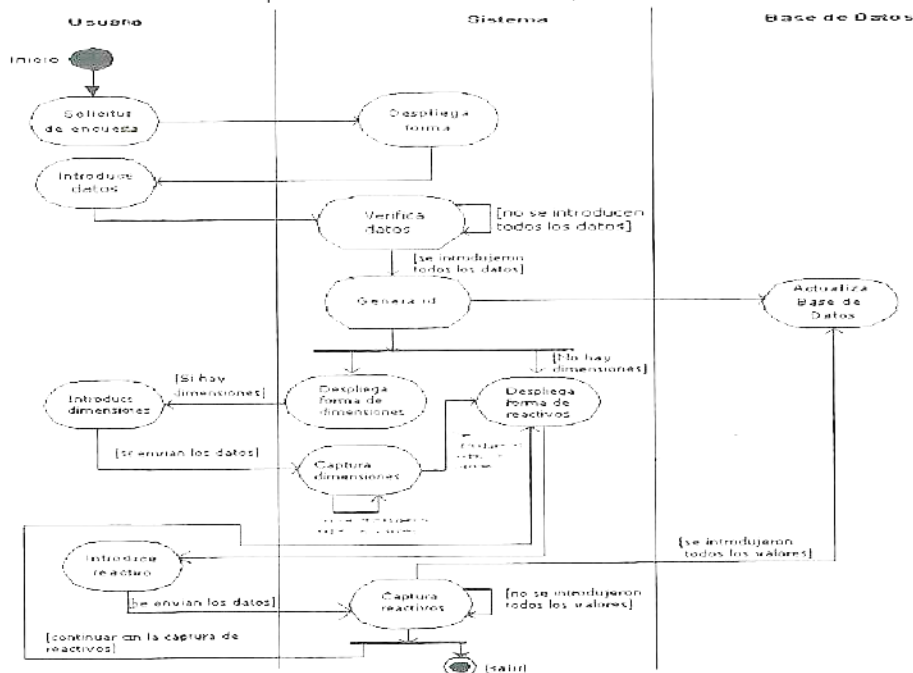 Usuario
Sistema
Base de Datos
Inicio
Solicitur
de encuesta
Despliega
forma
Introduce
datos
Verifica
datos
[no se introducen
todos los datos]
[se introdujeron
todos los datos]
Genera id
Actualiza
Base de
Datos
[Si hay
dimensiones]
[No hay
dimensiones]
Introduce
dimensiones
Despliega
forma de
dimensiones
Despliega
forma de
reactivos
[se envian los datos]
Captura
dimensiones
Introduce
reactivo
[se introdujeron
todos los valores]
[se envian los datos]
Captura
reactivos
[no se introdujeron
todos los valores]
[continuar con la captura de
reactivos]
[salir]